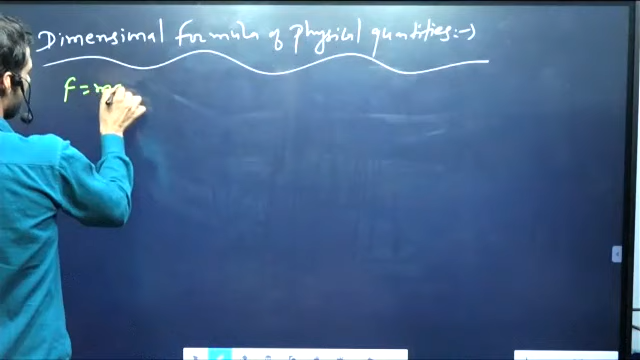 Dimensional formula of physical quantities:->
F = m